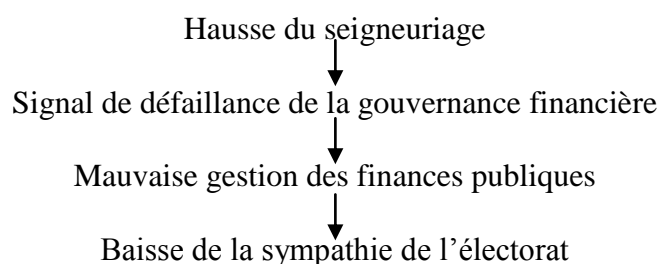 Hausse du seigneuriage
Signal de défaillance de la gouvernance financière
Mauvaise gestion des finances publiques
Baisse de la sympathie de l’électorat